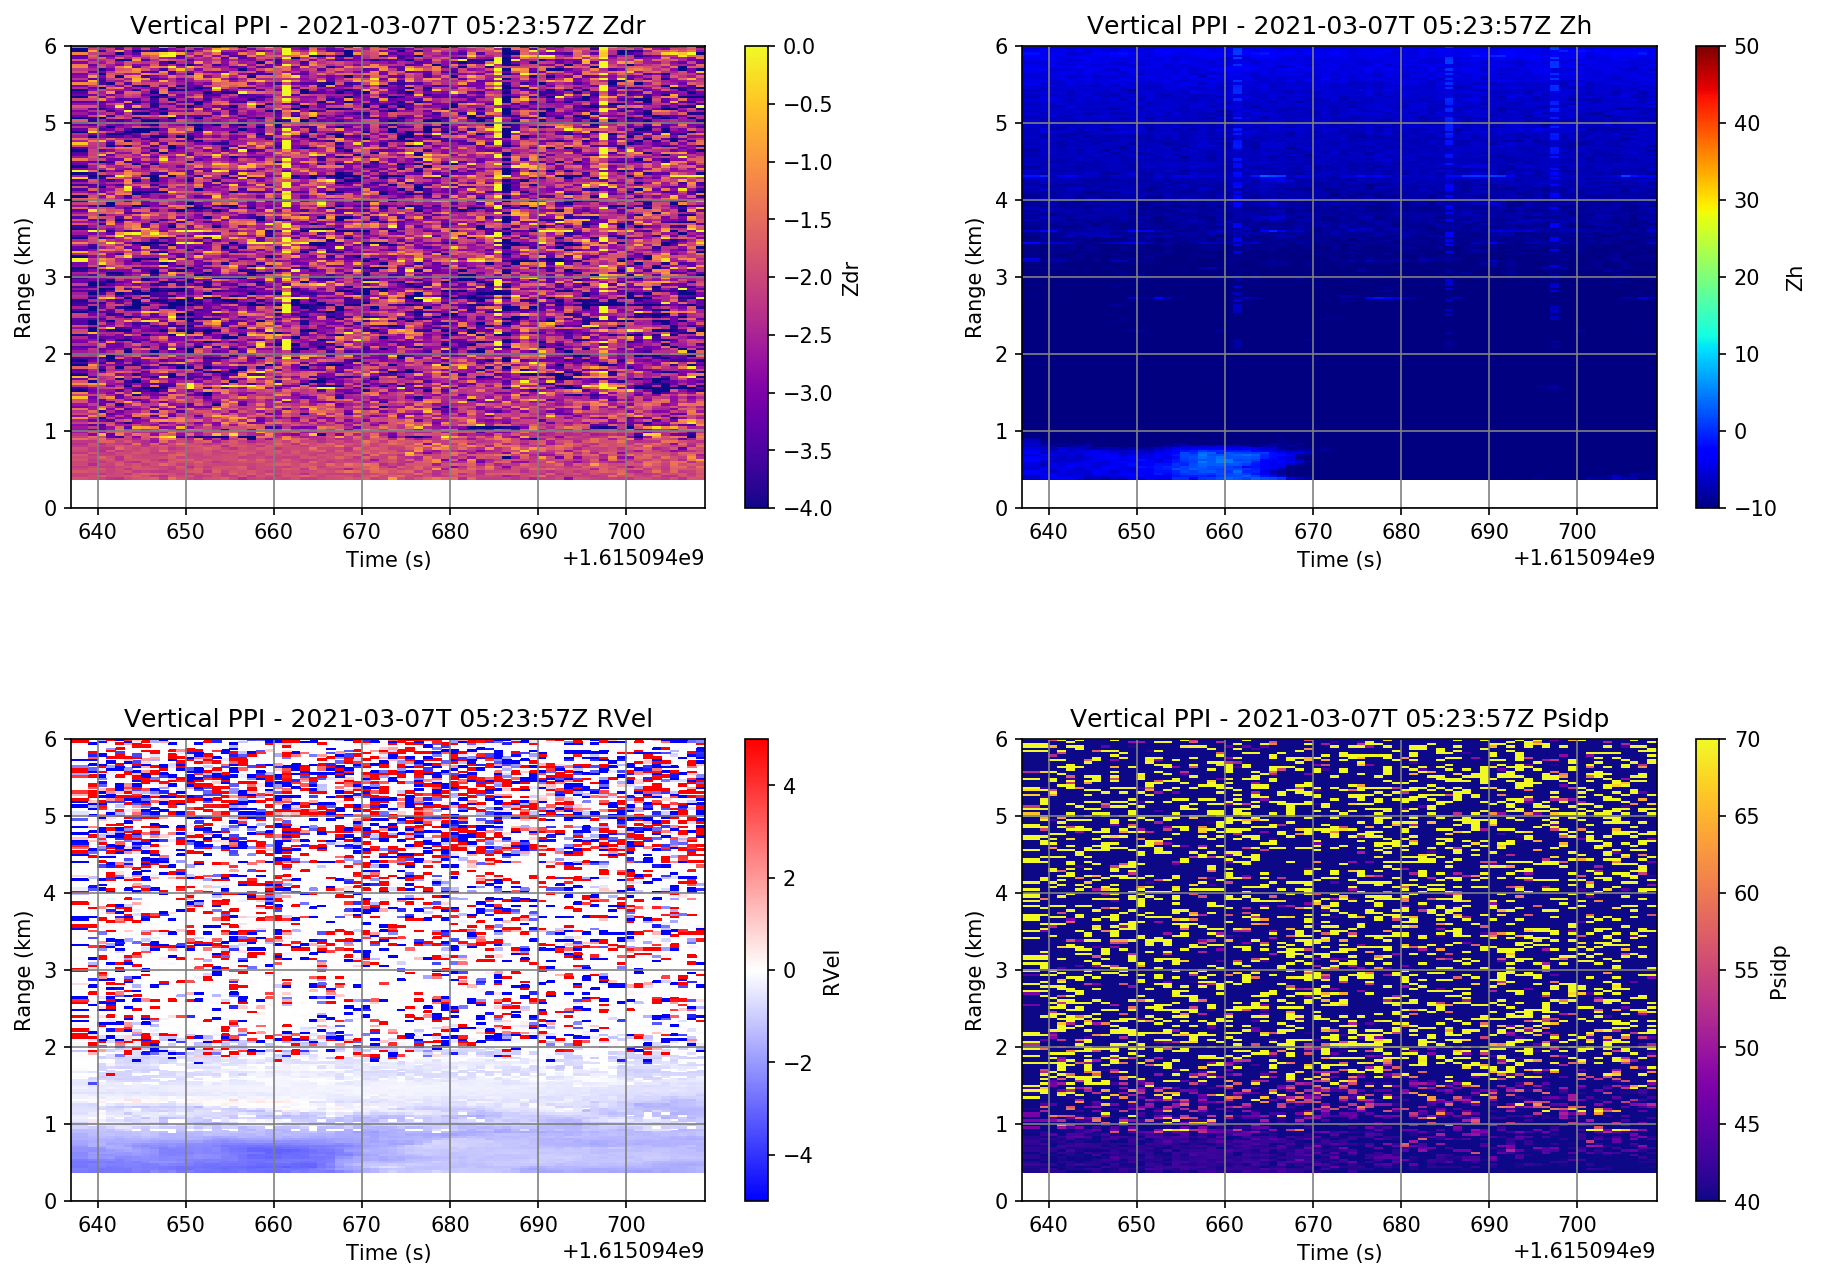 Vertical PPI - 2021-03-07T 05:23:57Z Zdr
6
5
4
3
2
1
0
Range (km)
640 650 660 670 680 690 700
Time (s)
+1.615094e9
0.0
−0.5
−1.0
−1.5
−2.0
−2.5
−3.0
−3.5
−4.0
Zdr
Vertical PPI - 2021-03-07T 05:23:57Z Zh
6
5
4
3
2
1
0
Range (km)
640 650 660 670 680 690 700
Time (s)
+1.615094e9
50
40
30
20
10
0
−10
Zh
Vertical PPI - 2021-03-07T 05:23:57Z RVel
6
5
4
3
2
1
0
Range (km)
640 650 660 670 680 690 700
Time (s)
+1.615094e9
4
2
0
−2
−4
RVel
Vertical PPI - 2021-03-07T 05:23:57Z Psidp
6
5
4
3
2
1
0
Range (km)
640 650 660 670 680 690 700
Time (s)
+1.615094e9
70
65
60
55
50
45
40
Psidp